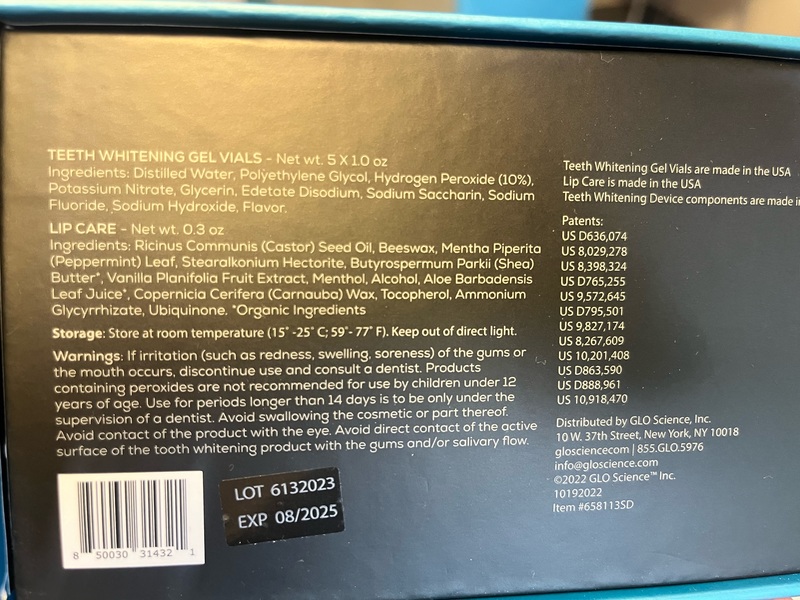 TEETH WHITENING GEL VIALS - Net wt. 5 X 1.0 oz
Ingredients: Distilled Water, Polyethylene Glycol, Hydrogen Peroxide (10%),
Potassium Nitrate, Glycerin, Edetate Disodium, Sodium Saccharin, Sodium
Fluoride, Sodium Hydroxide, Flavor.
LIP CARE - Net wt. 0.3 oz
Ingredients: Ricinus Communis (Castor) Seed Oil, Beeswax, Mentha Piperita
(Peppermint) Leaf, Stearalkonium Hectorite, Butyrospermum Parkii (Shea)
Butter*, Vanilla Planifolia Fruit Extract, Menthol, Alcohol, Aloe Barbadensis
Leaf Juice*, Copernicia Cerifera (Carnauba) Wax, Tocopherol, Ammonium
Glycyrrhizate, Ubiquinone. *Organic Ingredients
Storage: Store at room temperature (15° -25° C; 59°- 77° F). Keep out of direct light.
Warnings: If irritation (such as redness, swelling, soreness) of the gums or
the mouth occurs, discontinue use and consult a dentist. Products
containing peroxides are not recommended for use by children under 12
years of age. Use for periods longer than 14 days is to be only under the
supervision of a dentist. Avoid swallowing the cosmetic or part thereof.
Avoid contact of the product with the eye. Avoid direct contact of the active
surface of the tooth whitening product with the gums and/or salivary flow.
8 50030 31432 1
LOT 6132023
EXP 08/2025
Teeth Whitening Gel Vials are made in the USA
Lip Care is made in the USA
Teeth Whitening Device components are made
Patents:
US D636,074
US 8,029,278
US 8,398,324
US D765,255
US 9,572,645
US D795,501
US 9,827,174
US 8,267,609
US 10,201,408
US D863,590
US D888,961
US 10,918,470
Distributed by GLO Science, Inc.
10 W. 37th Street, New York, NY 10018
gloscience.com | 855.GLO.5976
info@gloscience.com
©2022 GLO Science™ Inc.
10192022
Item #658113SD